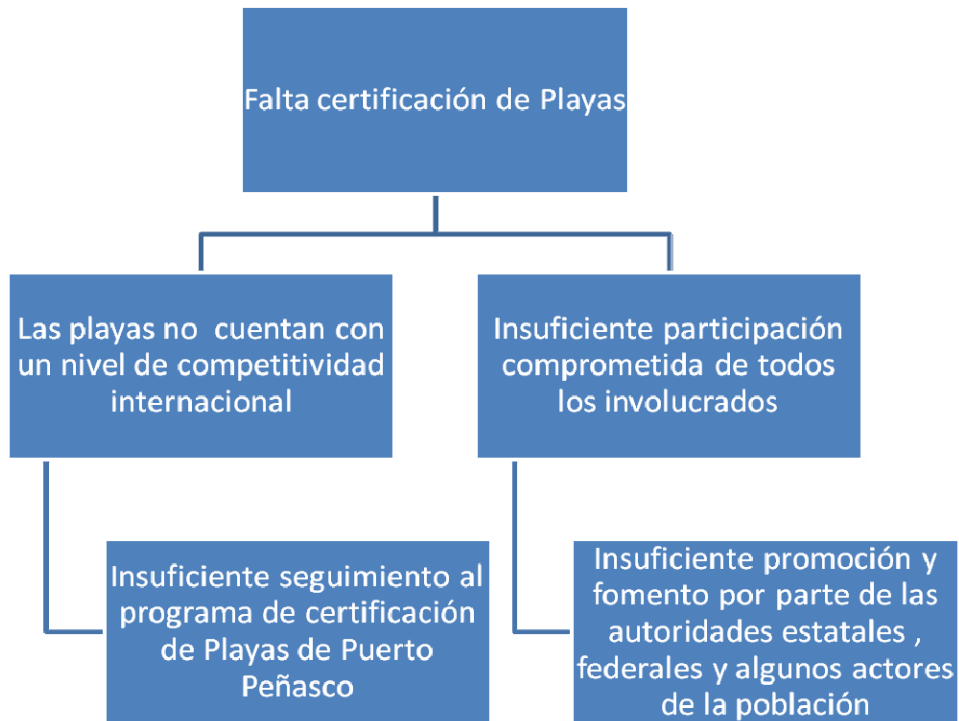 Falta certificación de Playas
Las playas no cuentan con
un nivel de competitividad
internacional
Insuficiente participación
comprometida de todos
los involucrados
Insuficiente seguimiento al
programa de certificación
de Playas de Puerto
Peñasco
Insuficiente promoción y
fomento por parte de las
autoridades estatales ,
federales y algunos actores
de la población